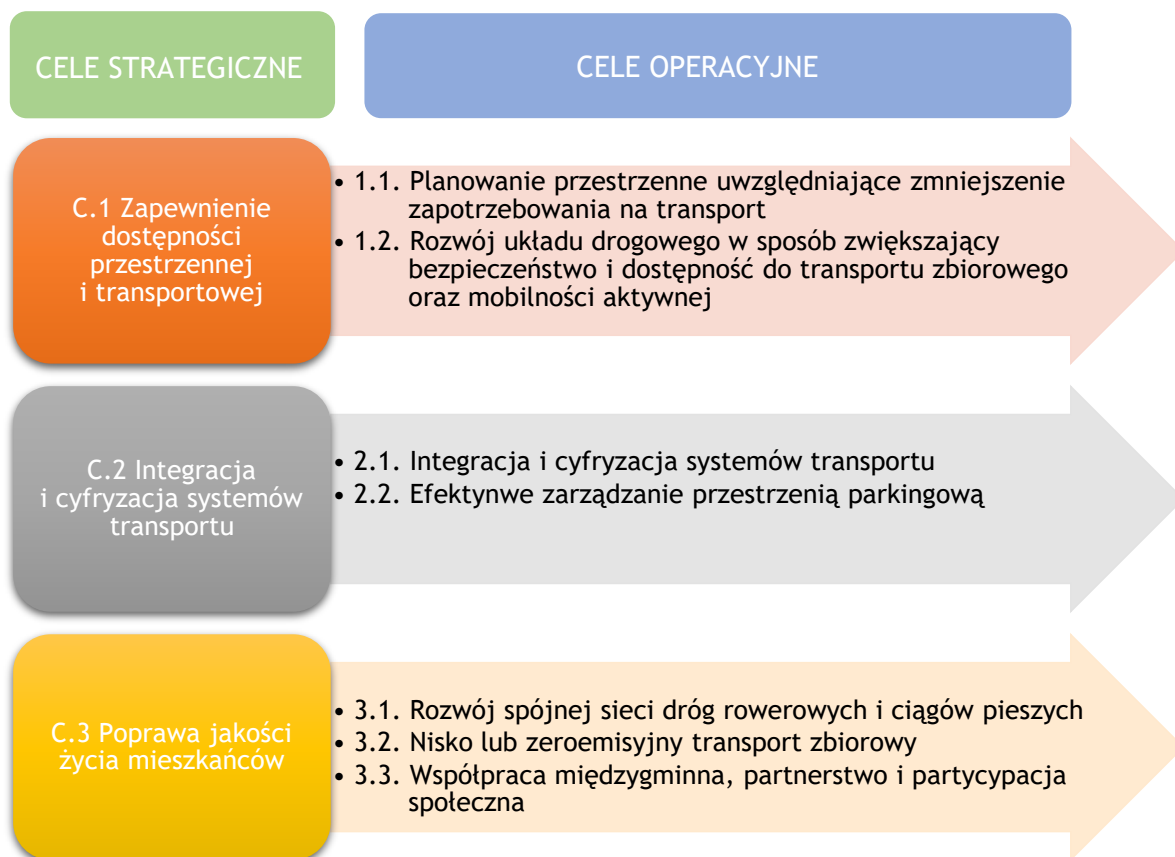 CELE STRATEGICZNE
CELE OPERACYJNE
C.1 Zapewnienie
dostępności
przestrzennej
i transportowej
• 1.1. Planowanie przestrzenne uwzględniające zmniejszenie
zapotrzebowania na transport
• 1.2. Rozwój układu drogowego w sposób zwiększający
bezpieczeństwo i dostępność do transportu zbiorowego
oraz mobilności aktywnej
C.2 Integracja
i cyfryzacja systemów
transportu
• 2.1. Integracja i cyfryzacja systemów transportu
• 2.2. Efektynwe zarządzanie przestrzenią parkingową
C.3 Poprawa jakości
życia mieszkańców
• 3.1. Rozwój spójnej sieci dróg rowerowych i ciągów pieszych
• 3.2. Nisko lub zeroemisyjny transport zbiorowy
• 3.3. Współpraca międzygminna, partnerstwo i partycypacja
społeczna